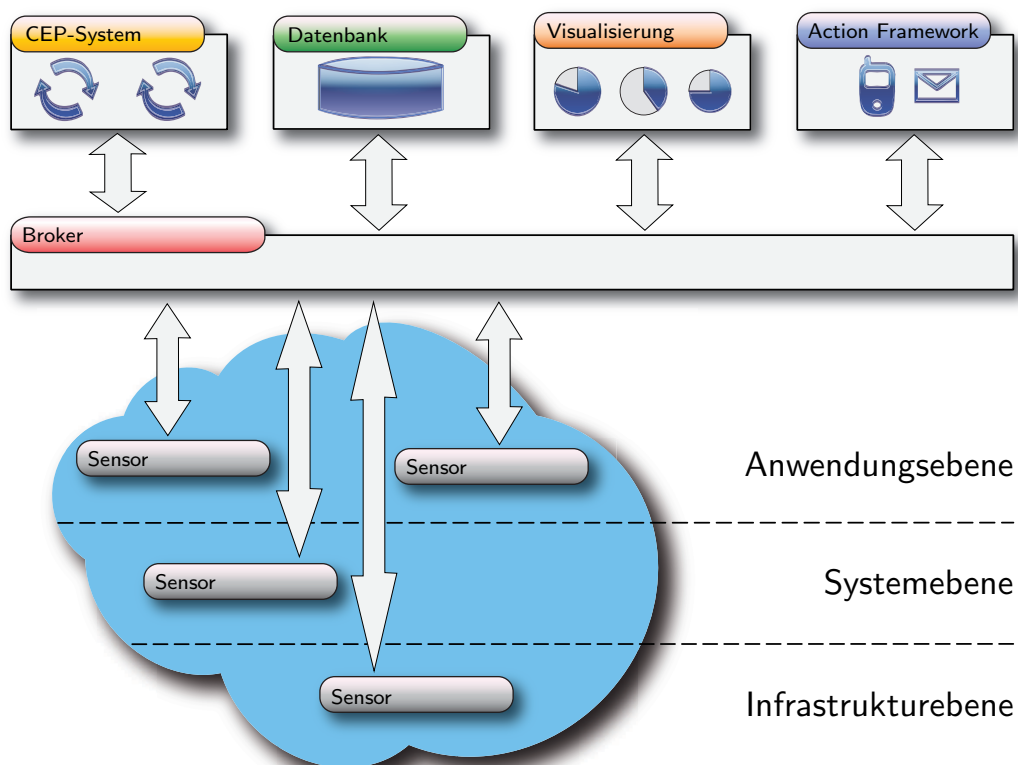 CEP-System
Datenbank
Visualisierung
Action Framework
Broker
Sensor
Sensor
Anwendungsebene
Sensor
Systemebene
Sensor
Infrastrukturebene